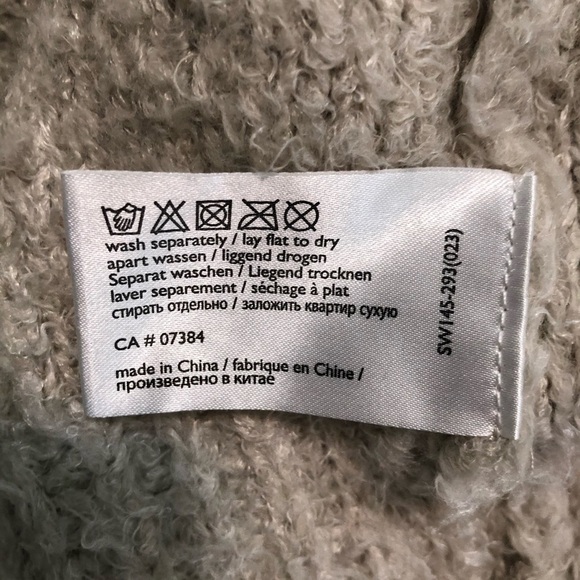 wash separately / lay flat to dry
apart wassen / liggend drogen
Separat waschen / Liegend trocknen
laver separement / séchage à plat
стирать отдельно / заложить квартир сухую
CA # 07384
made in China / fabrique en Chine /
произведено в китае
SW145-293(023)